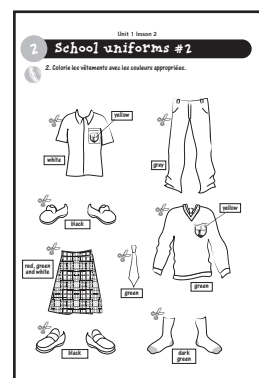 Unit 1 lesson 2
2 School uniforms #2
2. Colorie les vêtements avec les couleurs appropriées.
yellow
white
grey
black
yellow
red, green
and white
green
green
black
dark
green